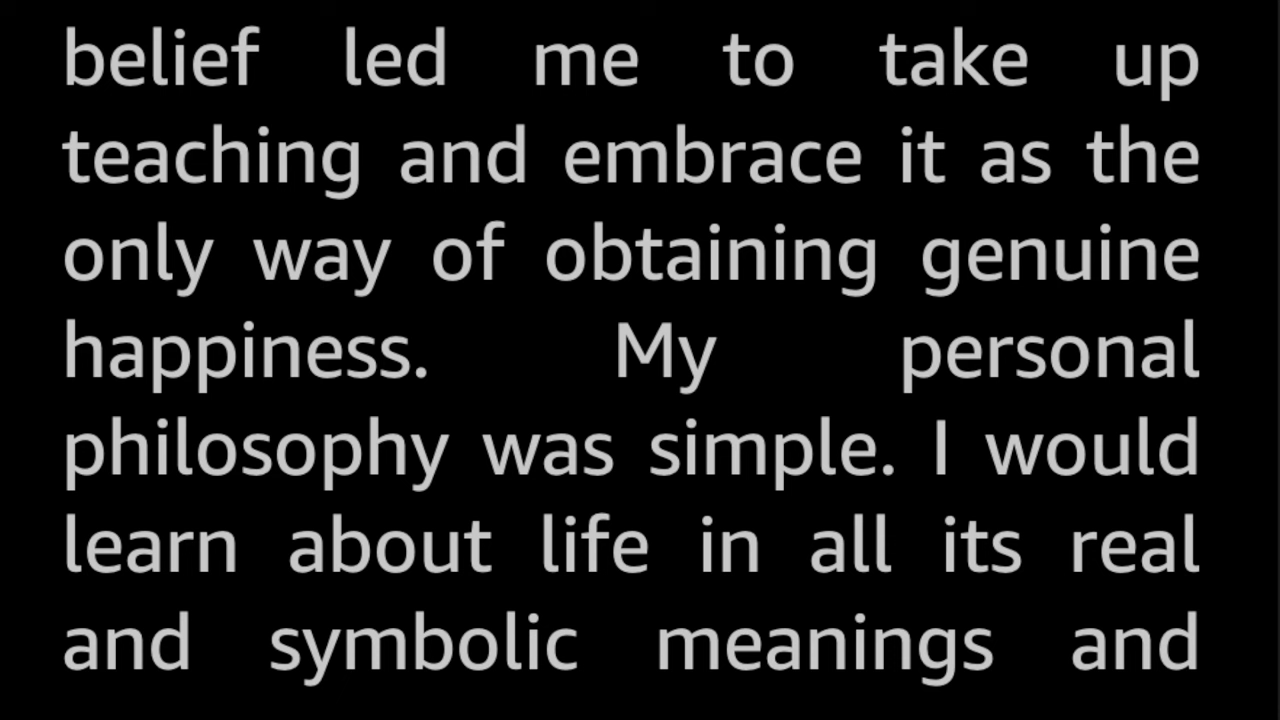 belief led me to take up
teaching and embrace it as the
only way of obtaining genuine
happiness. My personal
philosophy was simple. I would
learn about life in all its real
and symbolic meanings and